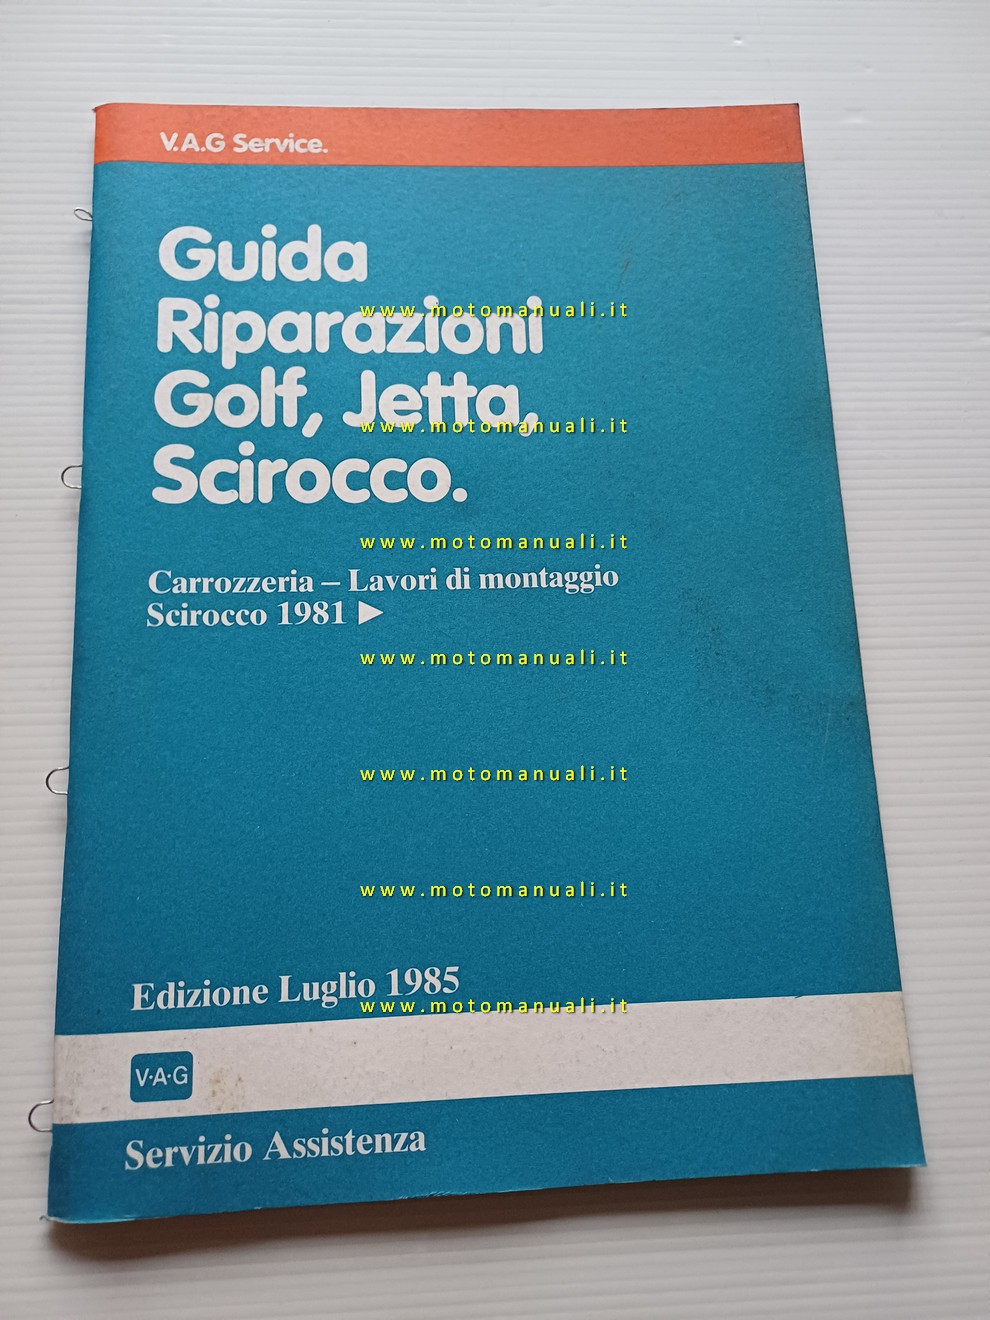 V.A.G Service.
Guida
Riparazioni
www.motomanuali.it
Golf, Jetta,
www.motomanuali.it
Scirocco.
www.motomanuali.it
Carrozzeria – Lavori di montaggio
Scirocco 1981 ▶
www.motomanuali.it
www.motomanuali.it
www.motomanuali.it
Edizione Luglio 1985
www.motomanuali.it
V·A·G
Servizio Assistenza